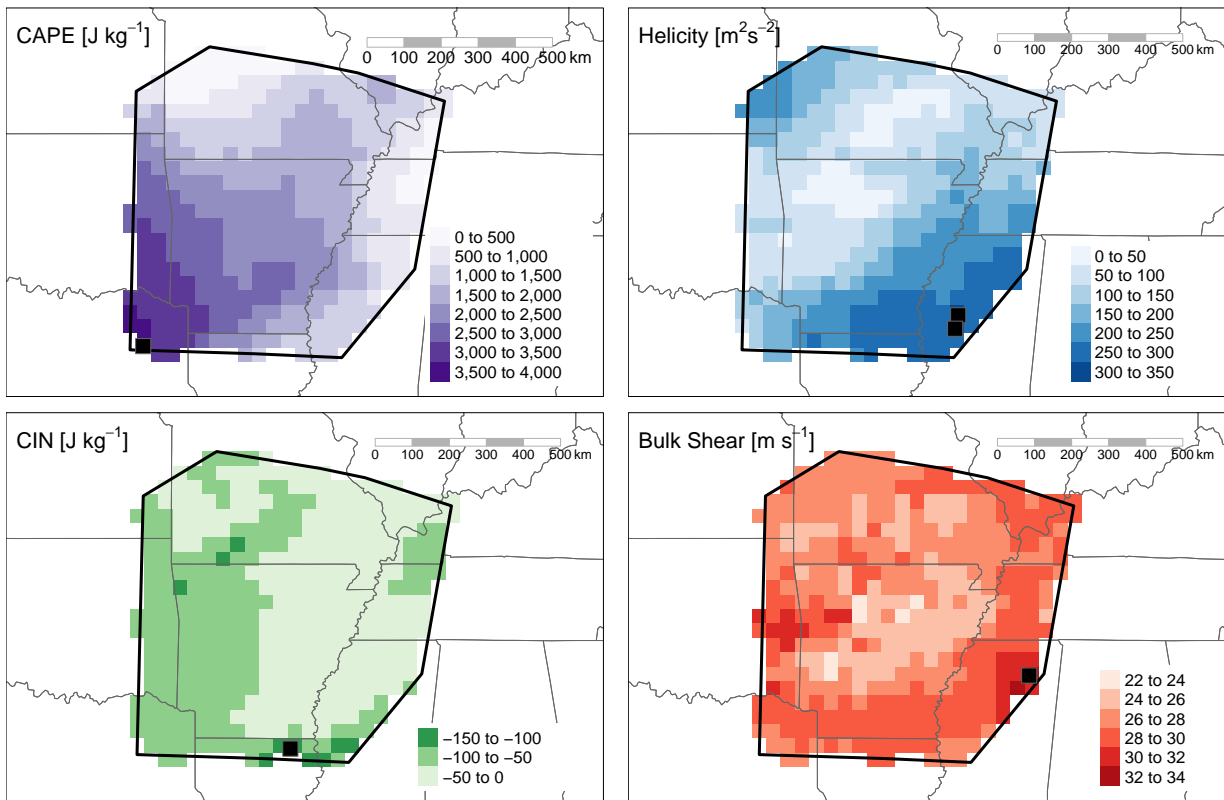 CAPE [J kg⁻¹]
0 100 200 300 400 500 km
0 to 500
500 to 1,000
1,000 to 1,500
1,500 to 2,000
2,000 to 2,500
2,500 to 3,000
3,000 to 3,500
3,500 to 4,000
Helicity [m²s⁻²]
0 100 200 300 400 500 km
0 to 50
50 to 100
100 to 150
150 to 200
200 to 250
250 to 300
300 to 350
CIN [J kg⁻¹]
0 100 200 300 400 500 km
−150 to −100
−100 to −50
−50 to 0
Bulk Shear [m s⁻¹]
0 100 200 300 400 500 km
22 to 24
24 to 26
26 to 28
28 to 30
30 to 32
32 to 34